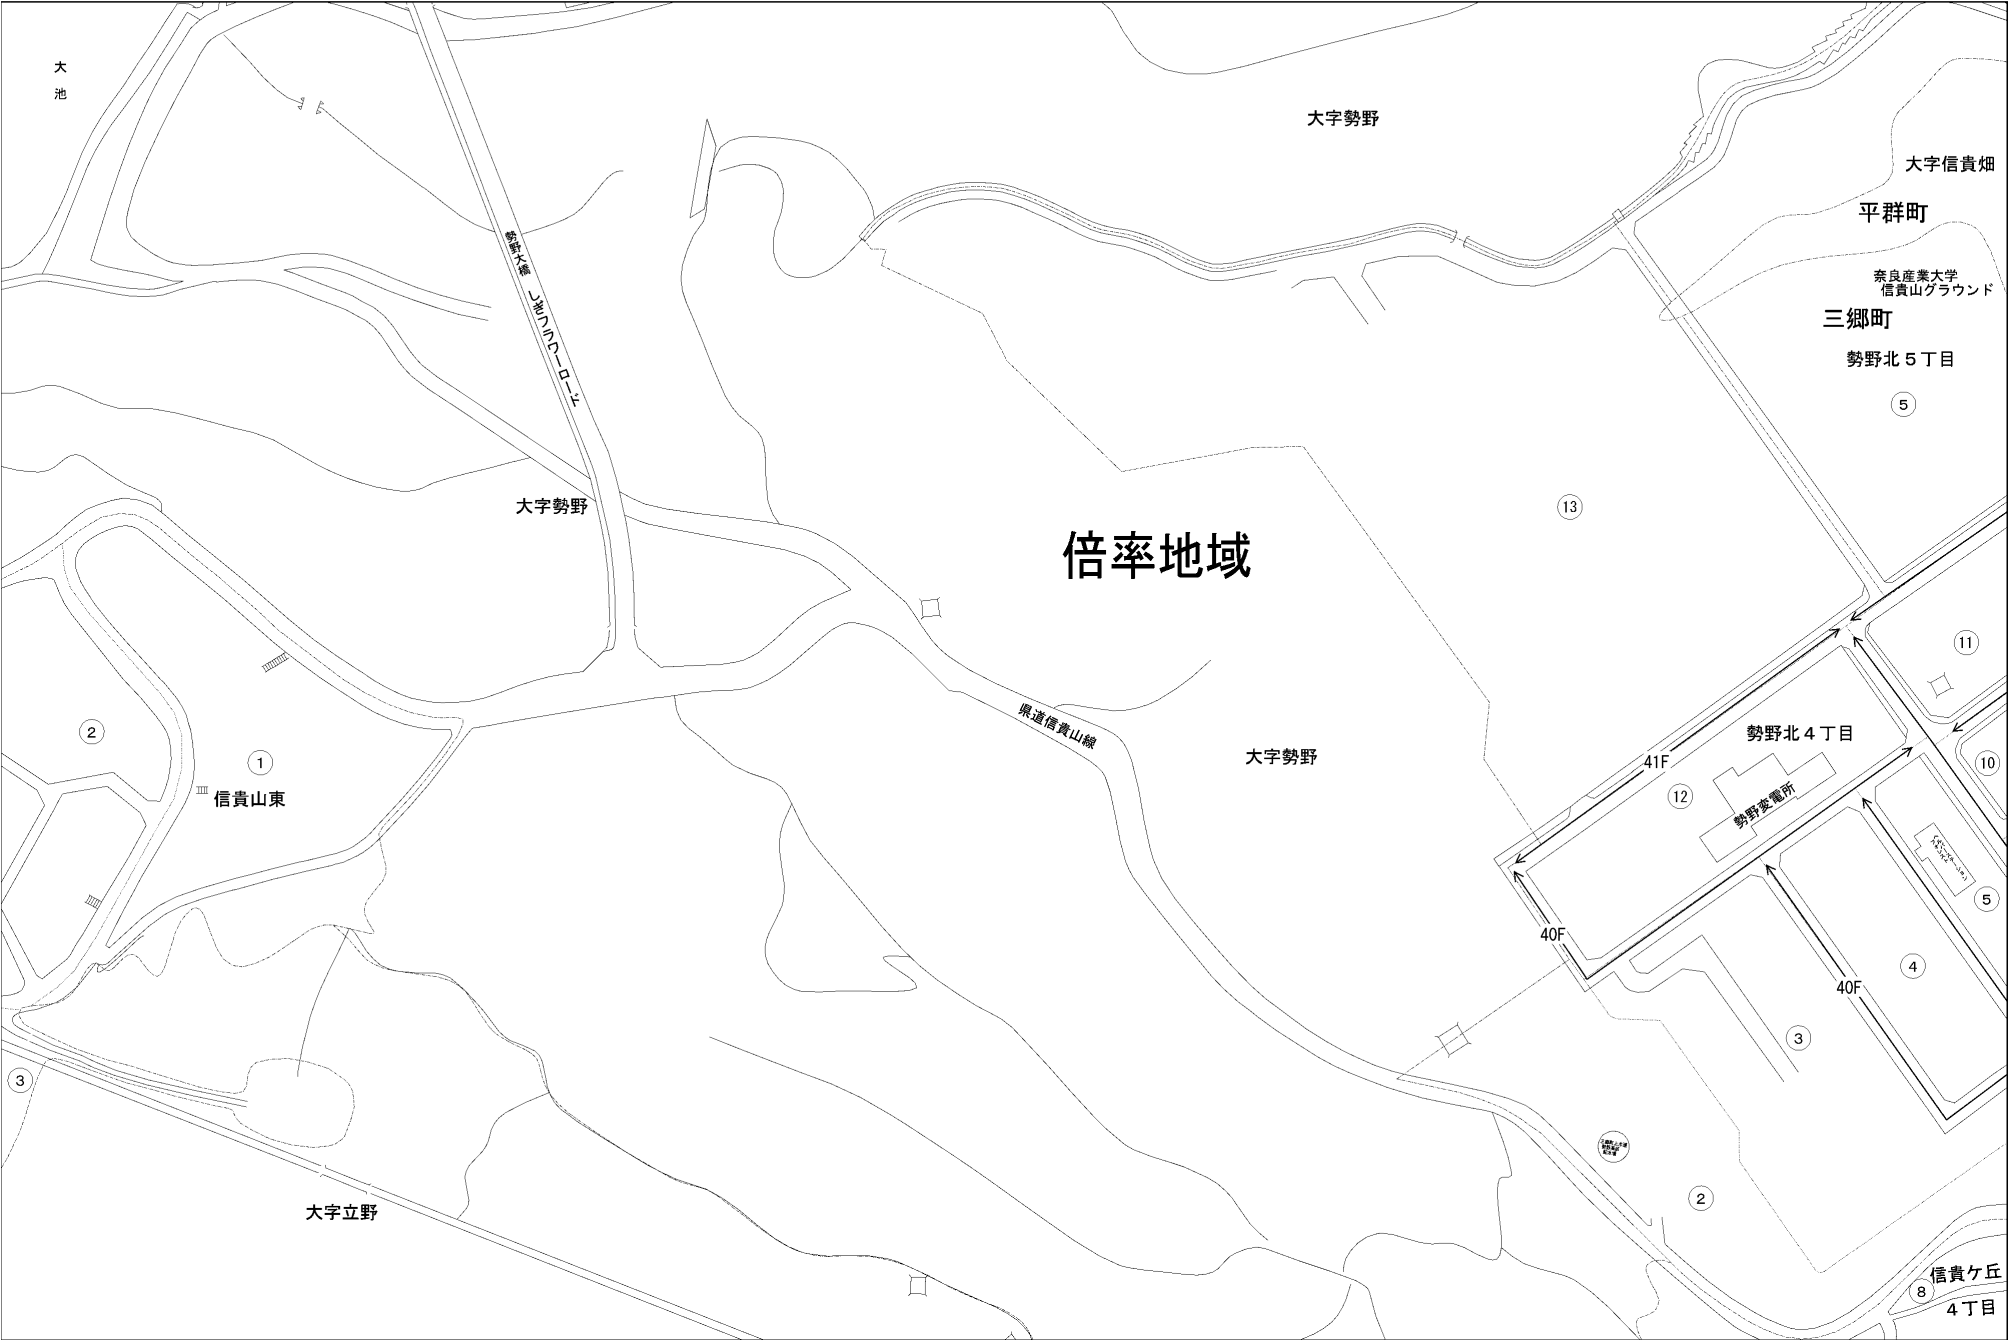 大
池
大字勢野
大字信貴畑
平群町
奈良産業大学
信貴山グラウンド
三郷町
勢野北５丁目
5
勢野大橋 しぎフラワーロード
大字勢野
13
倍率地域
11
県道信貴山線
2
1
信貴山東
大字勢野
勢野北４丁目
41F
12
勢野変電所
10
5
40F
4
40F
3
3
大字立野
2
信貴ケ丘
8
４丁目